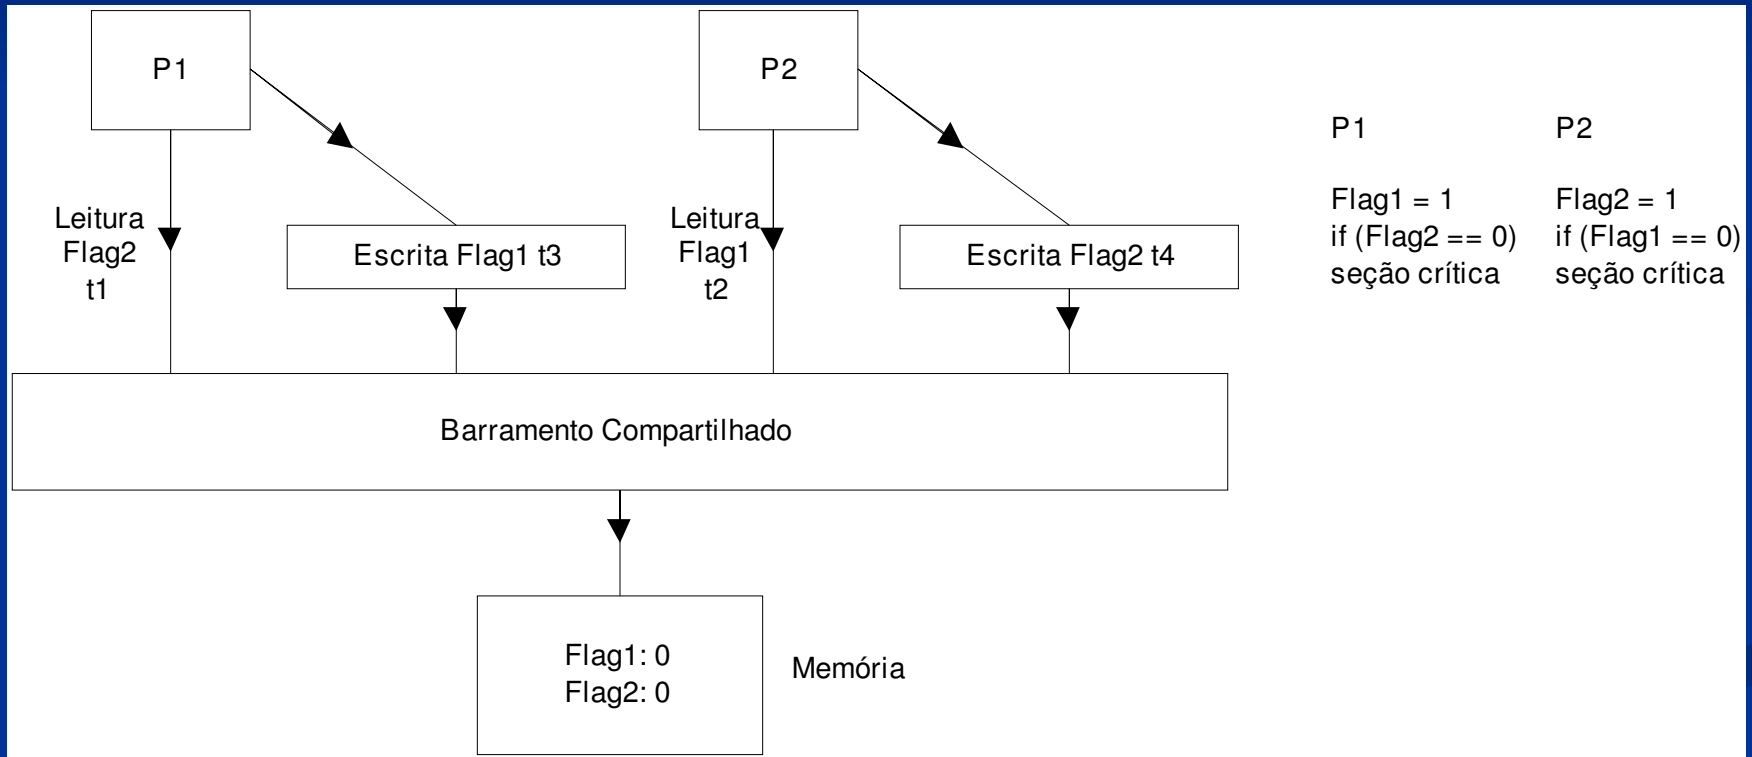 P1
P2
Leitura
Flag2
t1
Escrita Flag1 t3
Leitura
Flag1
t2
Escrita Flag2 t4
P1
Flag1 = 1
if (Flag2 == 0)
seção crítica
P2
Flag2 = 1
if (Flag1 == 0)
seção crítica
Barramento Compartilhado
Flag1: 0
Flag2: 0
Memória